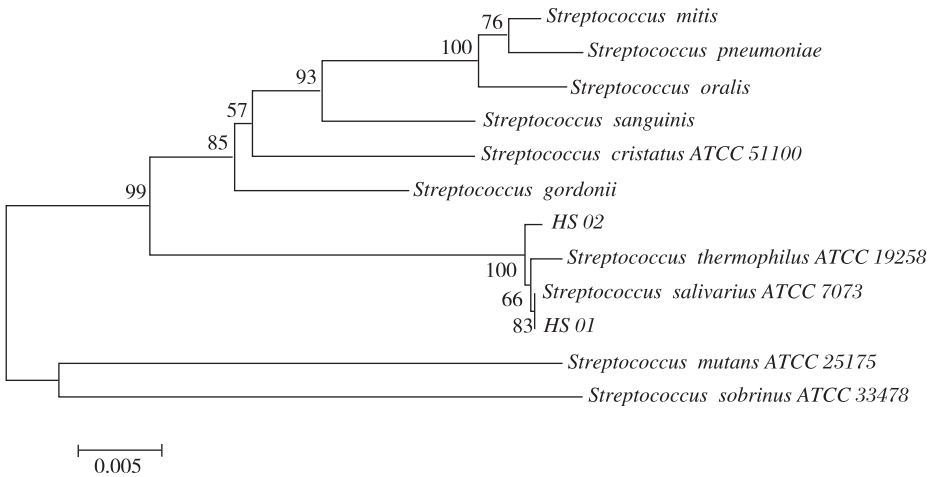 76
Streptococcus mitis
Streptococcus pneumoniae
100
Streptococcus oralis
93
Streptococcus sanguinis
57
Streptococcus cristatus ATCC 51100
85
Streptococcus gordonii
99
HS 02
Streptococcus thermophilus ATCC 19258
100
Streptococcus salivarius ATCC 7073
66
83
HS 01
Streptococcus mutans ATCC 25175
Streptococcus sobrinus ATCC 33478
0.005